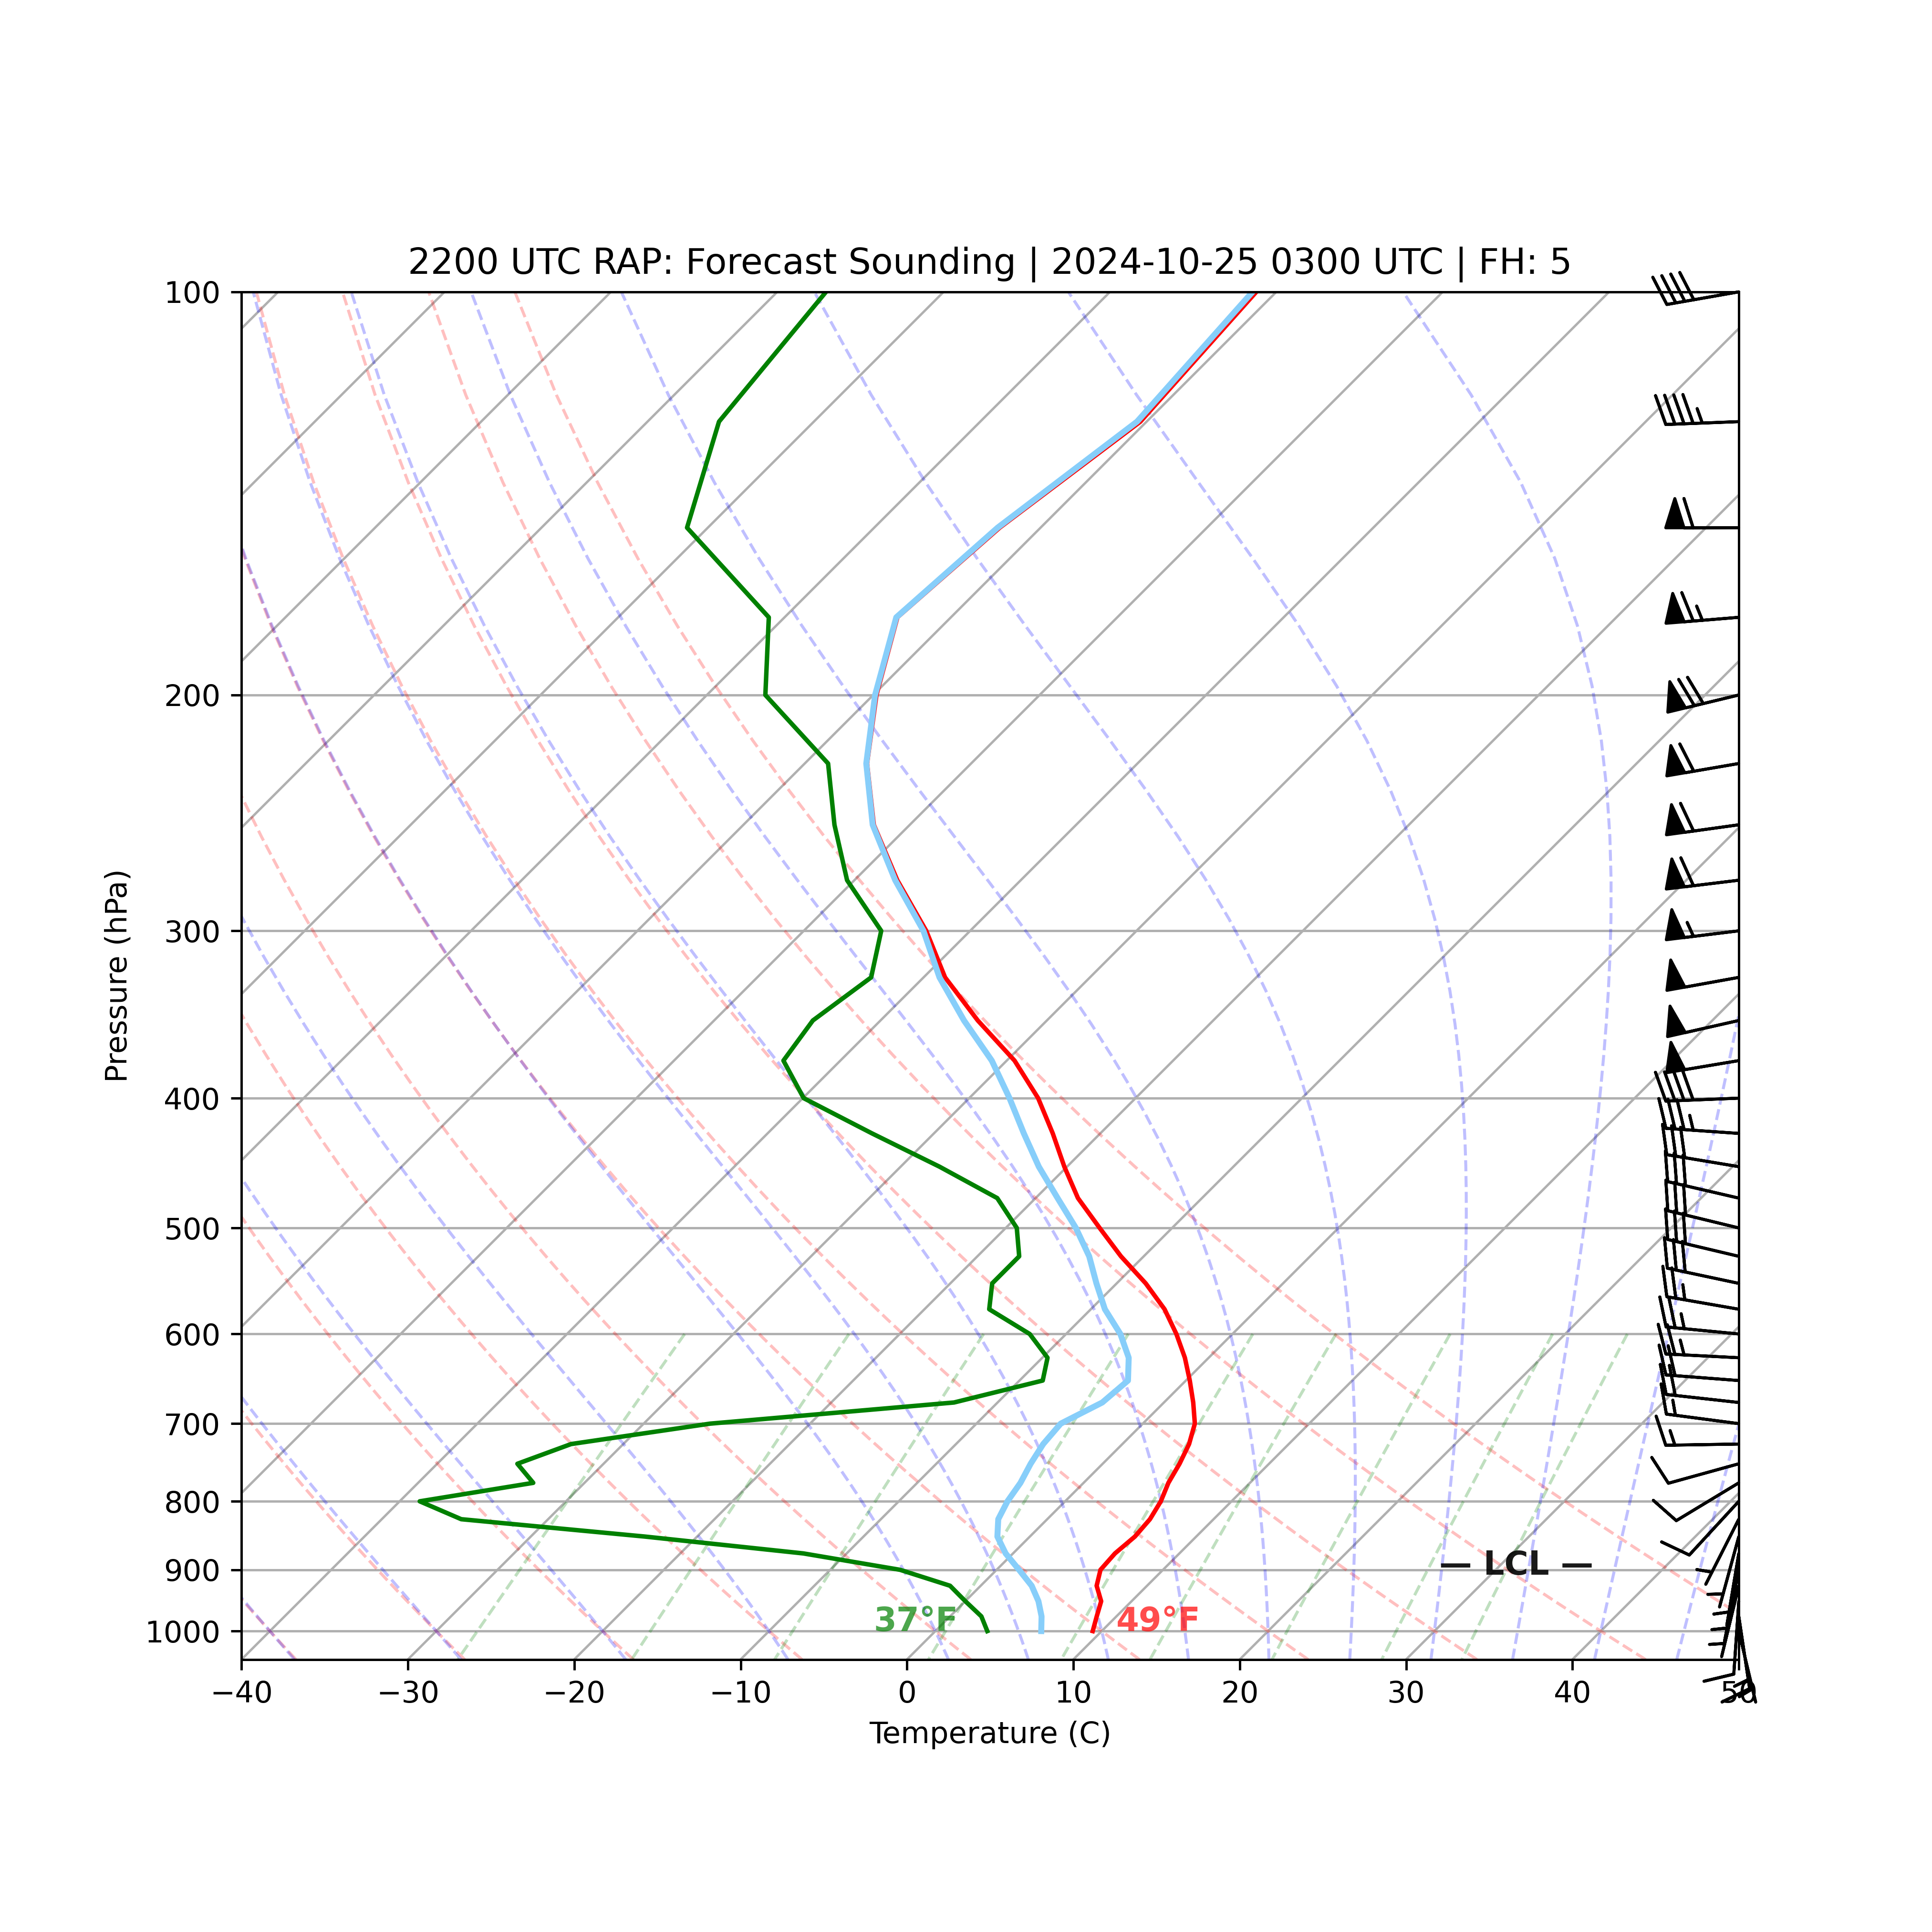 2200 UTC RAP: Forecast Sounding | 2024-10-25 0300 UTC | FH: 5
100
200
300
400
500
600
700
800
900
1000
Pressure (hPa)
— LCL —
37°F
49°F
−40 −30 −20 −10 0 10 20 30 40 50
Temperature (C)